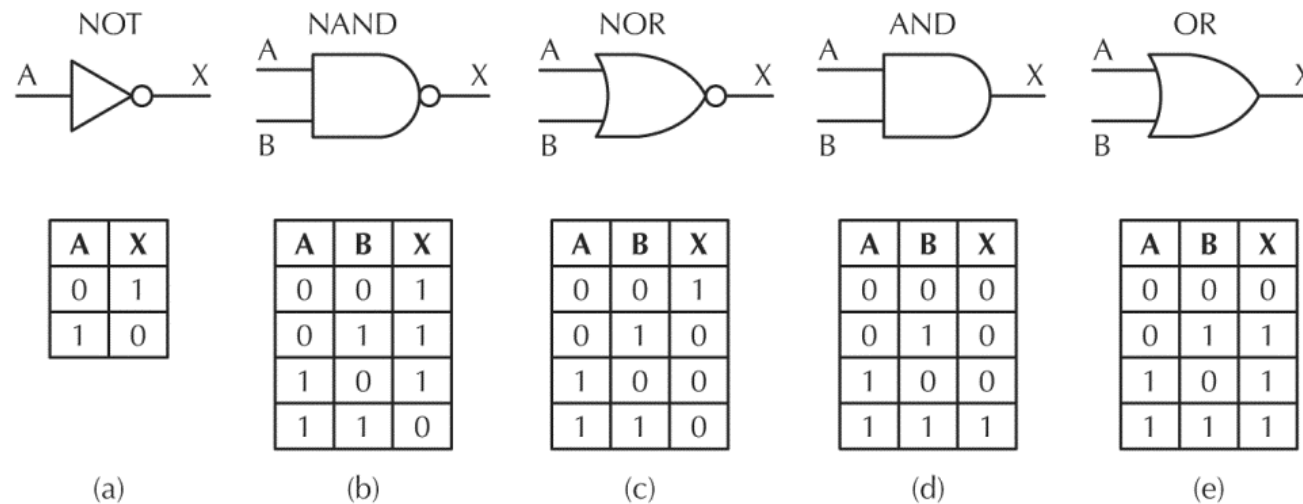 NOT NAND NOR AND OR
A X A B X A B X A B X A B X
A X A B X A B X A B X A B X
0 1 0 0 1 0 0 1 0 0 0 0 0 0
1 0 0 1 1 0 1 0 0 1 0 0 1 1
1 0 1 1 0 0 1 0 0 1 0 1
1 1 0 1 1 0 1 1 1 1 1 1
(a) (b) (c) (d) (e)